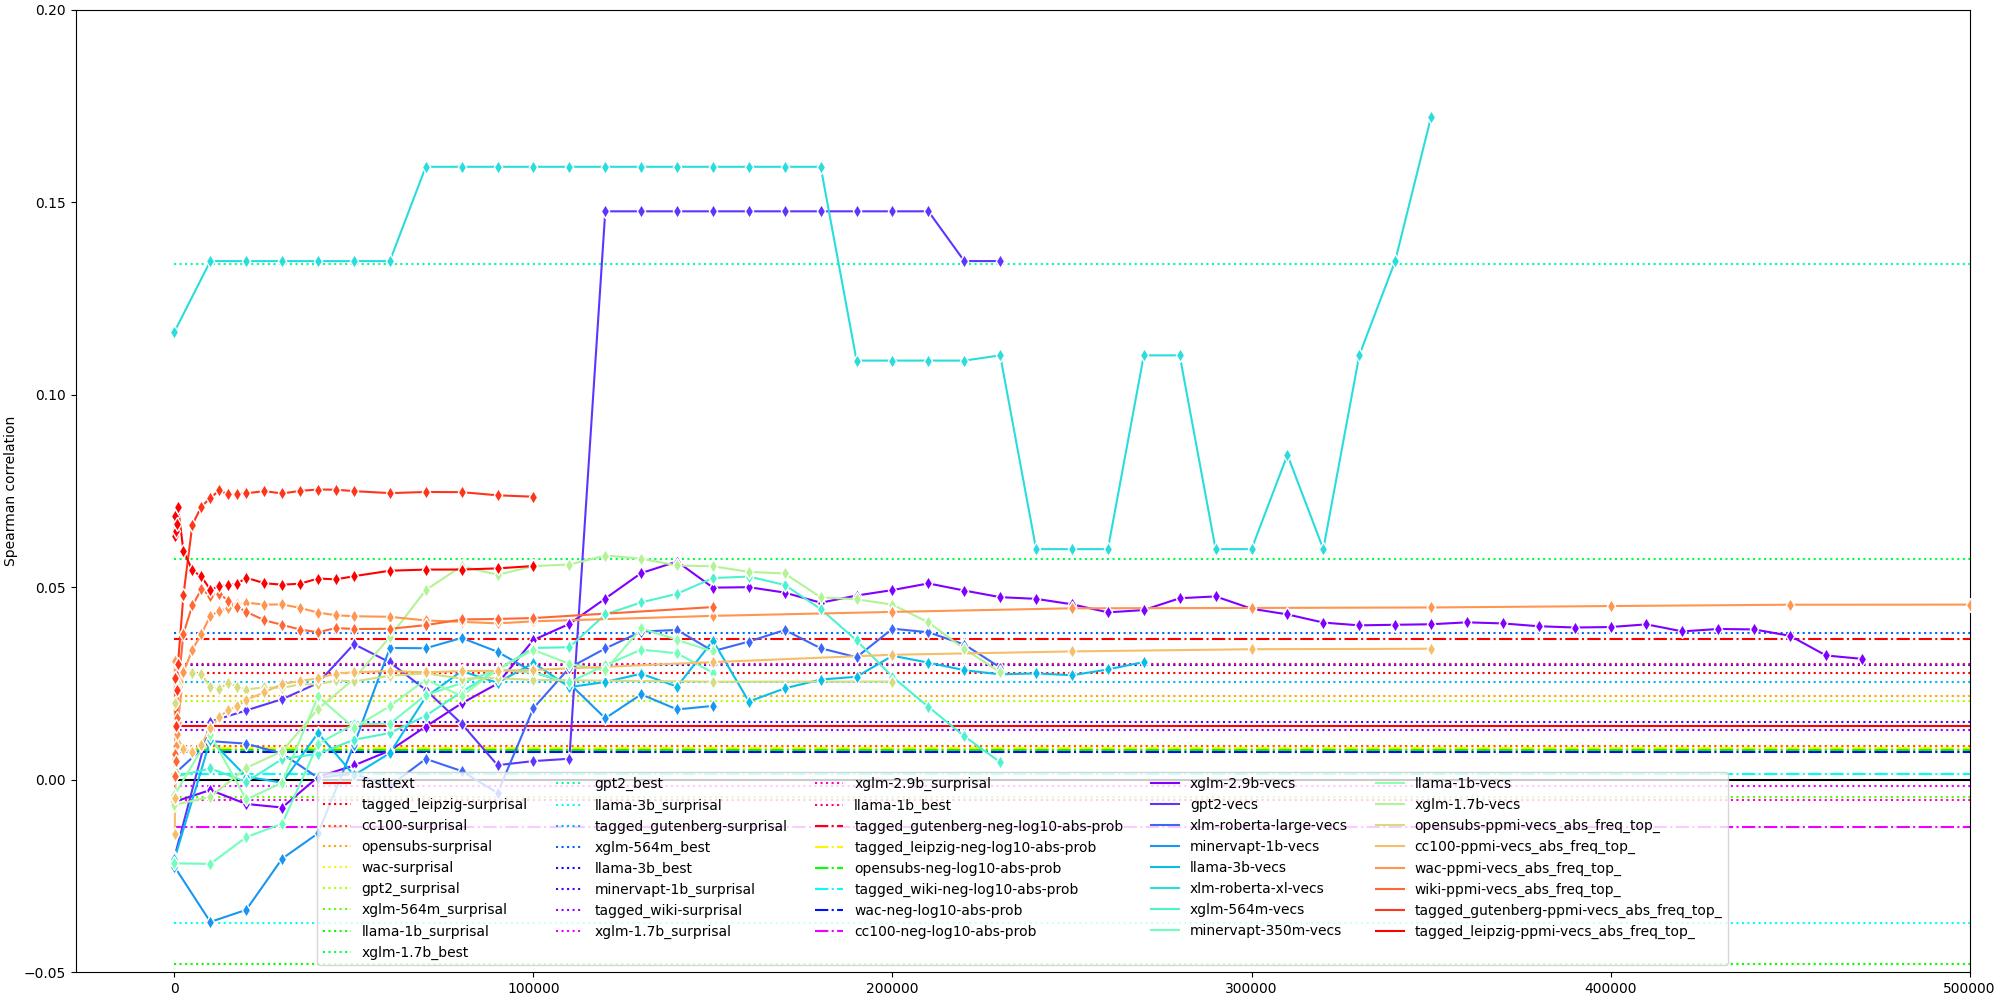 0.20
0.15
0.10
0.05
0.00
−0.05
Spearman correlation
0
100000
200000
300000
400000
500000
fasttext
tagged_leipzig-surprisal
cc100-surprisal
opensubs-surprisal
wac-surprisal
gpt2_surprisal
xglm-564m_surprisal
llama-1b_surprisal
xglm-1.7b_best
gpt2_best
llama-3b_surprisal
tagged_gutenberg-surprisal
xglm-564m_best
llama-3b_best
minervapt-1b_surprisal
tagged_wiki-surprisal
xglm-1.7b_surprisal
xglm-2.9b_surprisal
llama-1b_best
tagged_gutenberg-neg-log10-abs-prob
tagged_leipzig-neg-log10-abs-prob
opensubs-neg-log10-abs-prob
tagged_wiki-neg-log10-abs-prob
wac-neg-log10-abs-prob
cc100-neg-log10-abs-prob
xglm-2.9b-vecs
gpt2-vecs
xlm-roberta-large-vecs
minervapt-1b-vecs
llama-3b-vecs
xlm-roberta-xl-vecs
xglm-564m-vecs
minervapt-350m-vecs
llama-1b-vecs
xglm-1.7b-vecs
opensubs-ppmi-vecs_abs_freq_top_
cc100-ppmi-vecs_abs_freq_top_
wac-ppmi-vecs_abs_freq_top_
wiki-ppmi-vecs_abs_freq_top_
tagged_gutenberg-ppmi-vecs_abs_freq_top_
tagged_leipzig-ppmi-vecs_abs_freq_top_